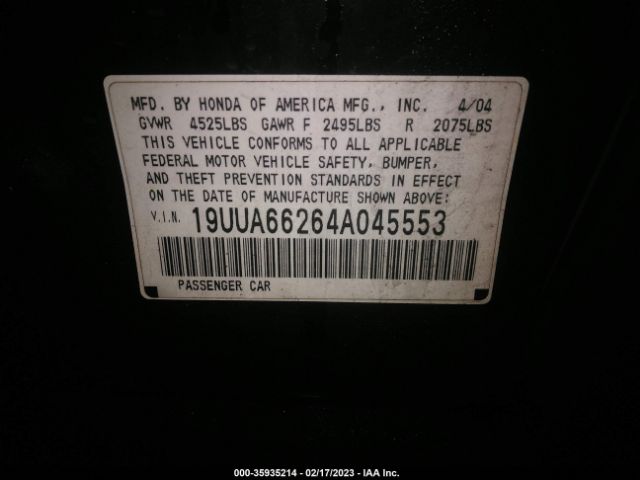 MFD. BY HONDA OF AMERICA MFG., INC. 4/04
GVWR 4525LBS GAWR F 2495LBS R 2075LBS
THIS VEHICLE CONFORMS TO ALL APPLICABLE
FEDERAL MOTOR VEHICLE SAFETY, BUMPER,
AND THEFT PREVENTION STANDARDS IN EFFECT
ON THE DATE OF MANUFACTURE SHOWN ABOVE:
V.I.N. 19UUA66264A045553
PASSENGER CAR
000-35935214 - 02/17/2023 - IAA Inc.